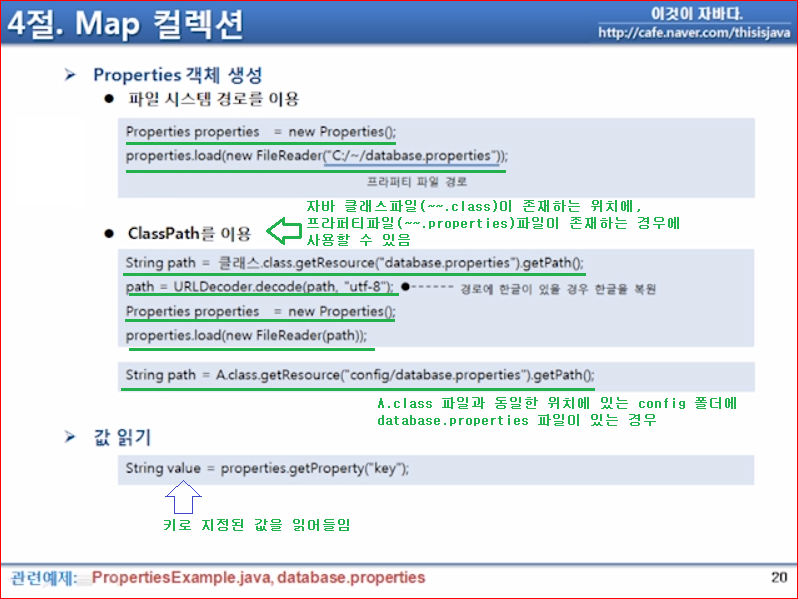 4절. Map 컬렉션
이것이 자바다.
http://cafe.naver.com/thisisjava
Properties 객체 생성
파일 시스템 경로를 이용
Properties properties = new Properties();
properties.load(new FileReader("C:/~/database.properties"));
프라퍼티 파일 경로
자바 클래스파일(~~.class)이 존재하는 위치에,
프라퍼티파일(~~.properties)파일이 존재하는 경우에
사용할 수 있음
ClassPath를 이용
String path = 클래스.class.getResource("database.properties").getPath();
path = URLDecoder.decode(path, "utf-8"); ●------ 경로에 한글이 있을 경우 한글을 복원
Properties properties = new Properties();
properties.load(new FileReader(path));
String path = A.class.getResource("config/database.properties").getPath();
A.class 파일과 동일한 위치에 있는 config 폴더에
database.properties 파일이 있는 경우
값 읽기
String value = properties.getProperty("key");
키로 지정된 값을 읽어들임
관련예제: PropertiesExample.java, database.properties
20